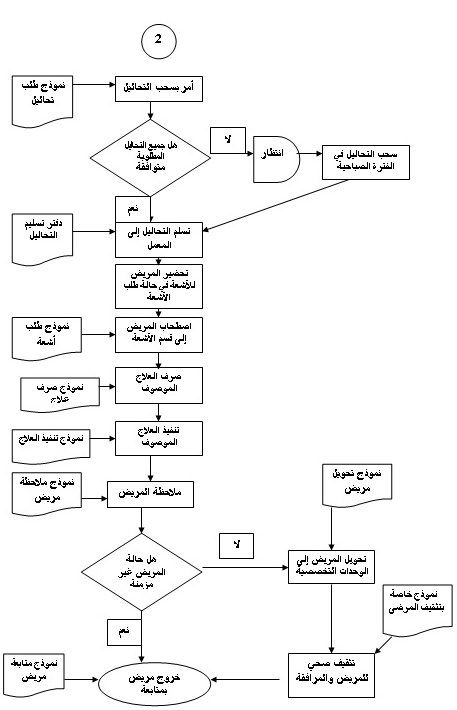 2
أمر بسحب التحاليل
نموذج طلب
تحاليل
هل جميع التحاليل
المطلوبة
متوافقة
لا
انتظار
سحب التحاليل في
الفترة الصباحية
نعم
تسلم التحاليل إلى
المعمل
دفتر تسليم
التحاليل
تحضير المريض
للأشعة في حالة طلب
الأشعة
اصطحاب المريض
إلى قسم الأشعة
نموذج طلب
أشعة
صرف العلاج
الموصوف
نموذج صرف
علاج
تنفيذ العلاج
الموصوف
نموذج تنفيذ العلاج
ملاحظة المريض
نموذج ملاحظة
مريض
نموذج تحويل
مريض
هل حالة
المريض غير
مزمنة
لا
تحويل المريض إلى
الوحدات التخصصية
نموذج خاصة
بتثقيف المرضى
نعم
تثقيف صحي
للمريض والمرافقة
خروج مريض
بمتابعة
نموذج متابعة
مريض